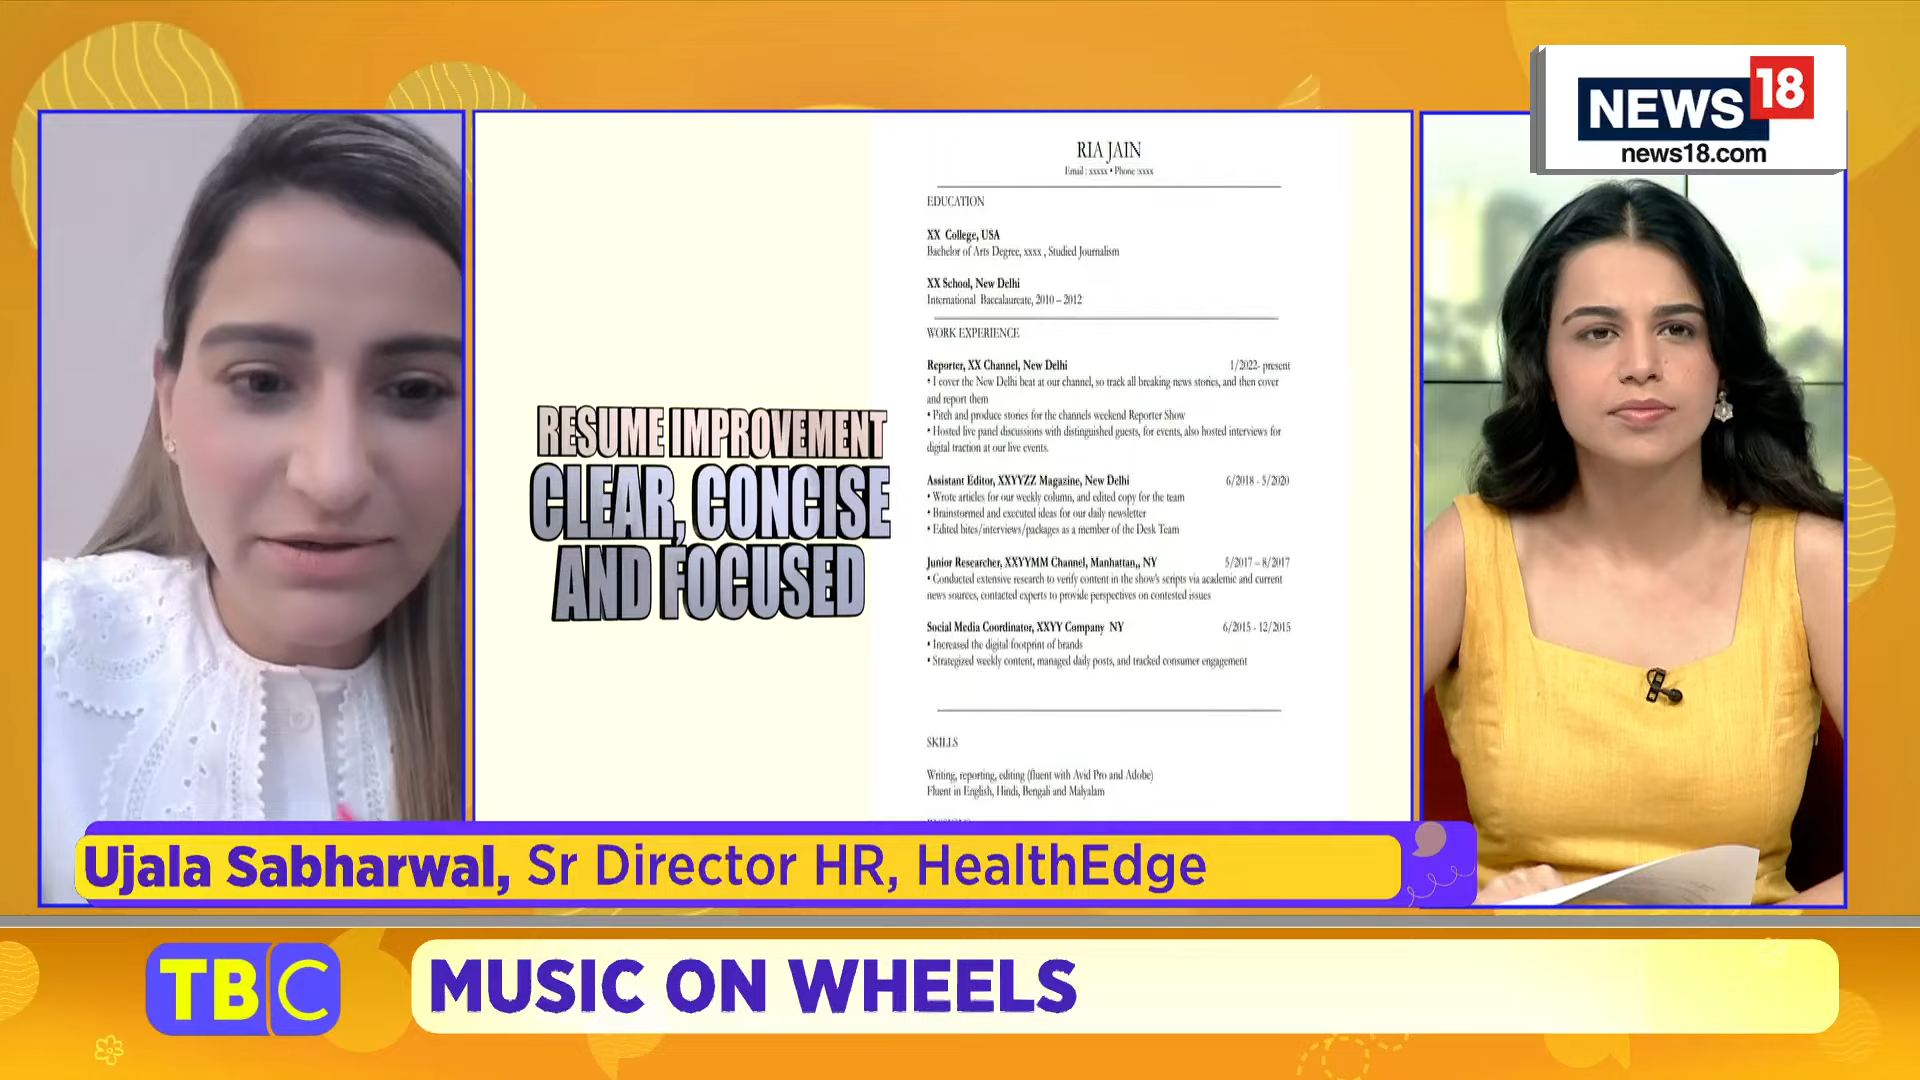 NEWS 18
news18.com
RIA JAIN
Email : xxxxx • Phone :xxxx
EDUCATION
XX College, USA
Bachelor of Arts Degree, xxxx , Studied Journalism
XX School, New Delhi
International Baccalaureate, 2010 – 2012
WORK EXPERIENCE
Reporter, XX Channel, New Delhi 1/2022- present
• I cover the New Delhi beat at our channel, so track all breaking news stories, and then cover
and report them
• Pitch and produce stories for the channels weekend Reporter Show
• Hosted live panel discussions with distinguished guests, for events, also hosted interviews for
digital traction at our live events.
Assistant Editor, XXYYZZ Magazine, New Delhi 6/2018 - 5/2020
• Wrote articles for our weekly column, and edited copy for the team
• Brainstormed and executed ideas for our daily newsletter
• Edited bites/interviews/packages as a member of the Desk Team
Junior Researcher, XXYYMM Channel, Manhattan,, NY 5/2017 – 8/2017
• Conducted extensive research to verify content in the show's scripts via academic and current
news sources, contacted experts to provide perspectives on contested issues
Social Media Coordinator, XXYY Company NY 6/2015 - 12/2015
• Increased the digital footprint of brands
• Strategized weekly content, managed daily posts, and tracked consumer engagement
SKILLS
Writing, reporting, editing (fluent with Avid Pro and Adobe)
Fluent in English, Hindi, Bengali and Malyalam
RESUME IMPROVEMENT
CLEAR, CONCISE
AND FOCUSED
Ujala Sabharwal, Sr Director HR, HealthEdge
TBC
MUSIC ON WHEELS